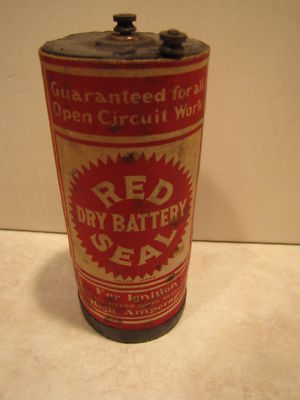 Guaranteed for all
Open Circuit Work
RED
DRY BATTERY
SEAL
For Ignition
High Amperage